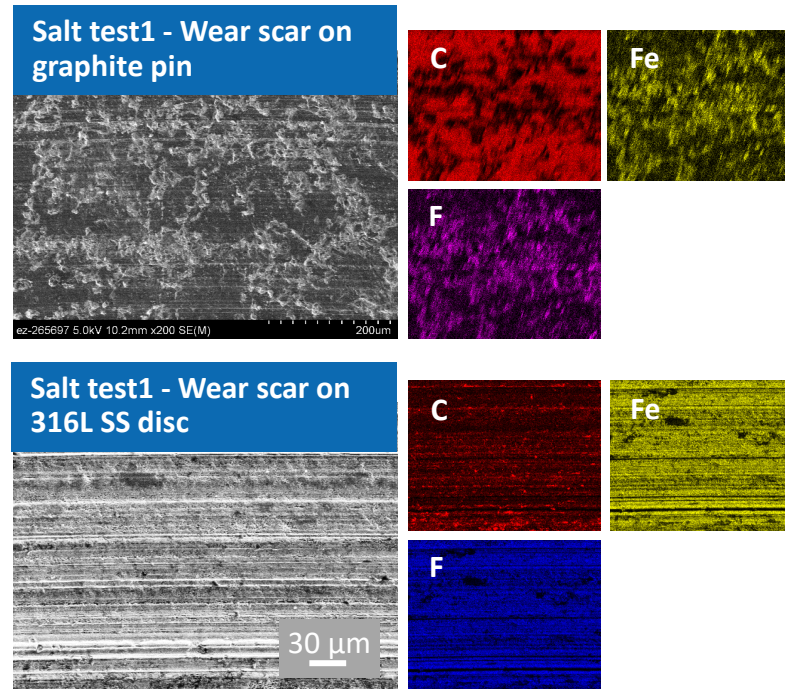 Salt test1 - Wear scar on
graphite pin
C
Fe
F
ez-265697 5.0kV 10.2mm x200 SE(M)
200um
Salt test1 - Wear scar on
316L SS disc
C
Fe
F
30 µm